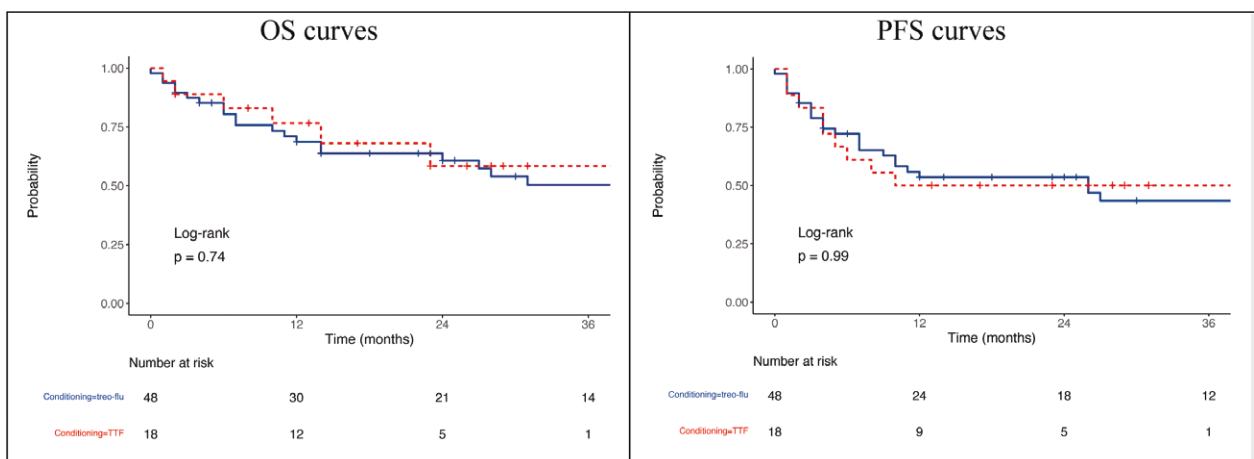 OS curves
1.00
0.75
0.50
0.25
0.00
Probability
Log-rank
p = 0.74
0 12 24 36
Time (months)
Number at risk
Conditioning=treo-flu 48 30 21 14
Conditioning=TTF 18 12 5 1
PFS curves
1.00
0.75
0.50
0.25
0.00
Probability
Log-rank
p = 0.99
0 12 24 36
Time (months)
Number at risk
Conditioning=treo-flu 48 24 18 12
Conditioning=TTF 18 9 5 1